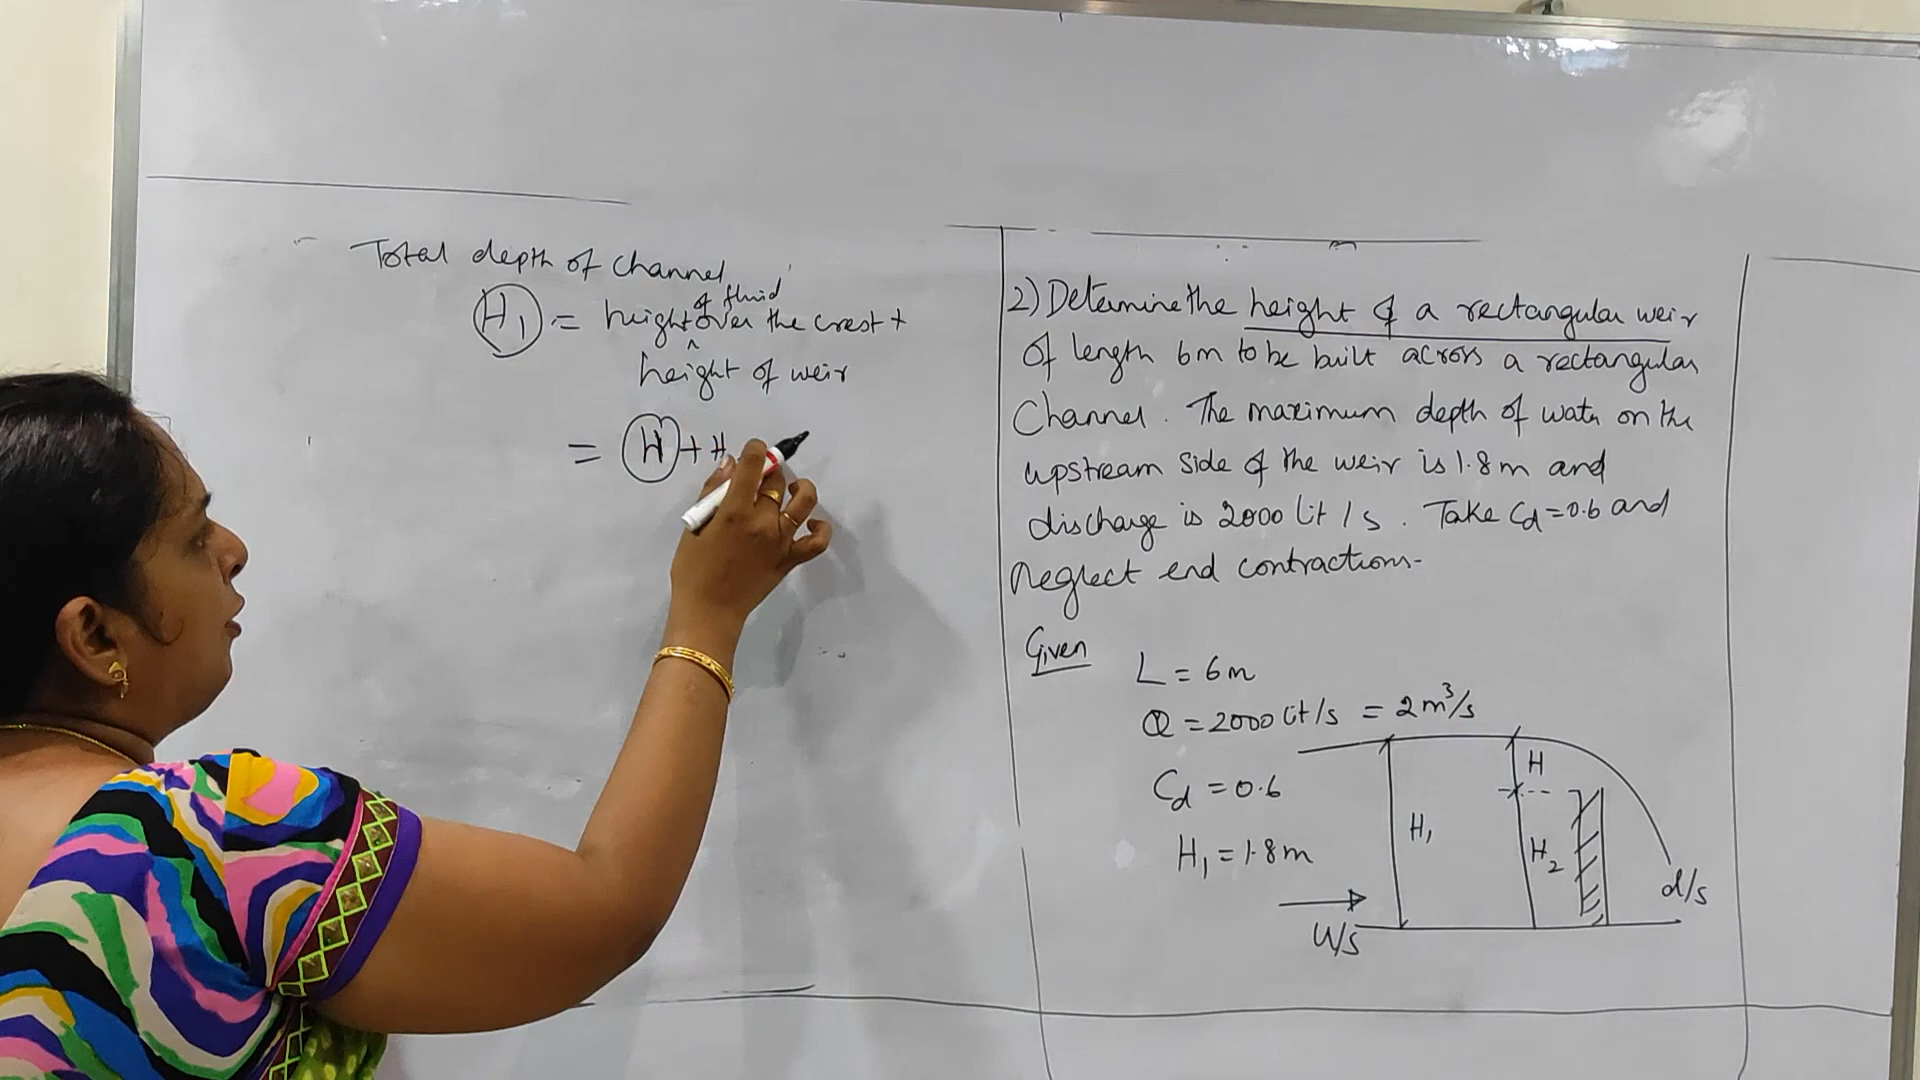 Total depth of channel
of fluid
H₁ = height over the crest +
height of weir
= H + H
2) Determine the height of a rectangular weir
of length 6m to be built across a rectangular
Channel. The maximum depth of water on the
upstream side of the weir is 1.8m and
discharge is 2000 lit/s. Take Cd=0.6 and
Neglect end contractions-
Given
L = 6m
Q = 2000 lit/s = 2m³/s
Cd = 0.6
H₁ = 1.8m
H
H₁
H₂
d/s
U/s